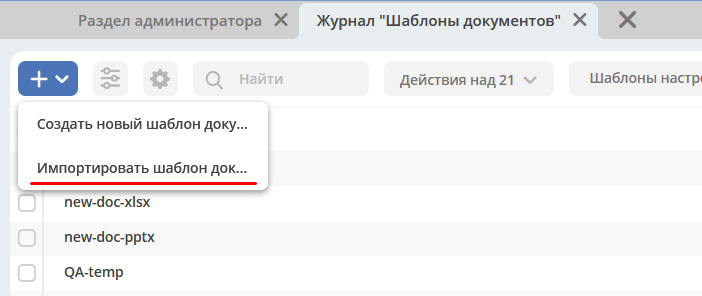 Раздел администратора
Журнал "Шаблоны документов"
Найти
Действия над 21
Шаблоны настро
Создать новый шаблон доку...
Импортировать шаблон док...
new-doc-xlsx
new-doc-pptx
QA-temp